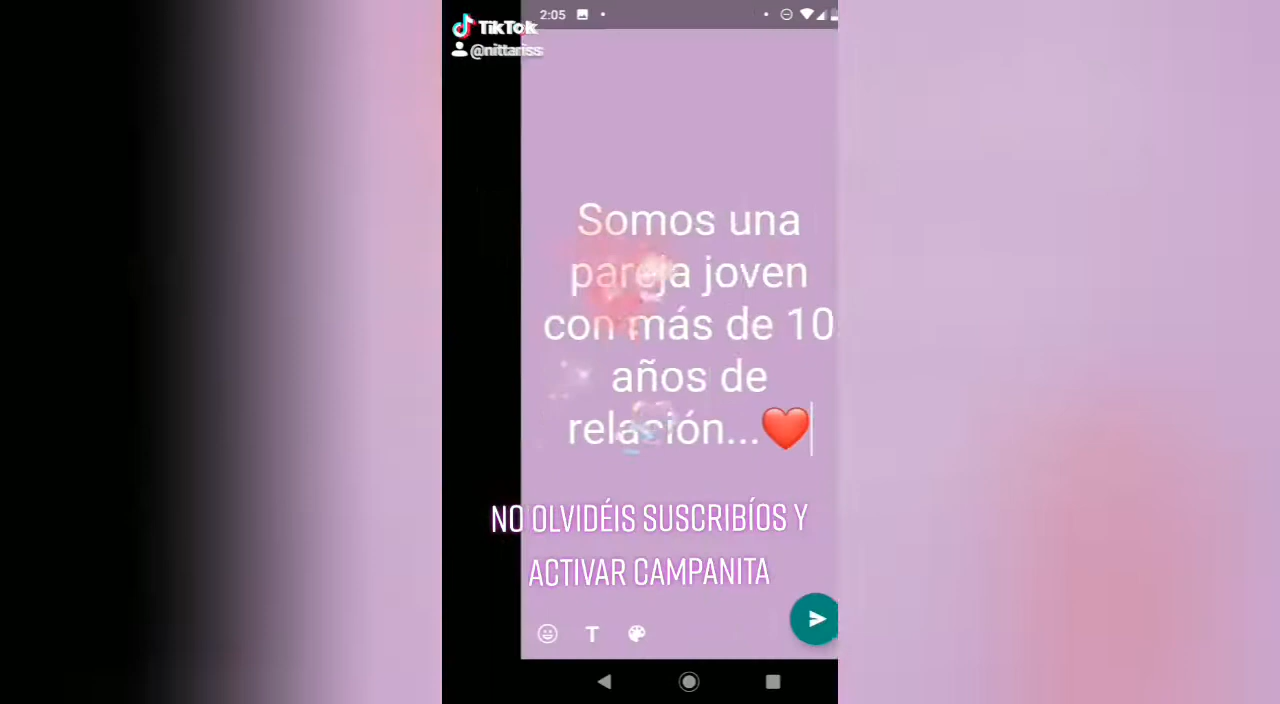 2:05
TikTok
@nittariss
Somos una
pareja joven
con más de 10
años de
relación...❤️
NO OLVIDÉIS SUSCRIBÍOS Y
ACTIVAR CAMPANITA
T